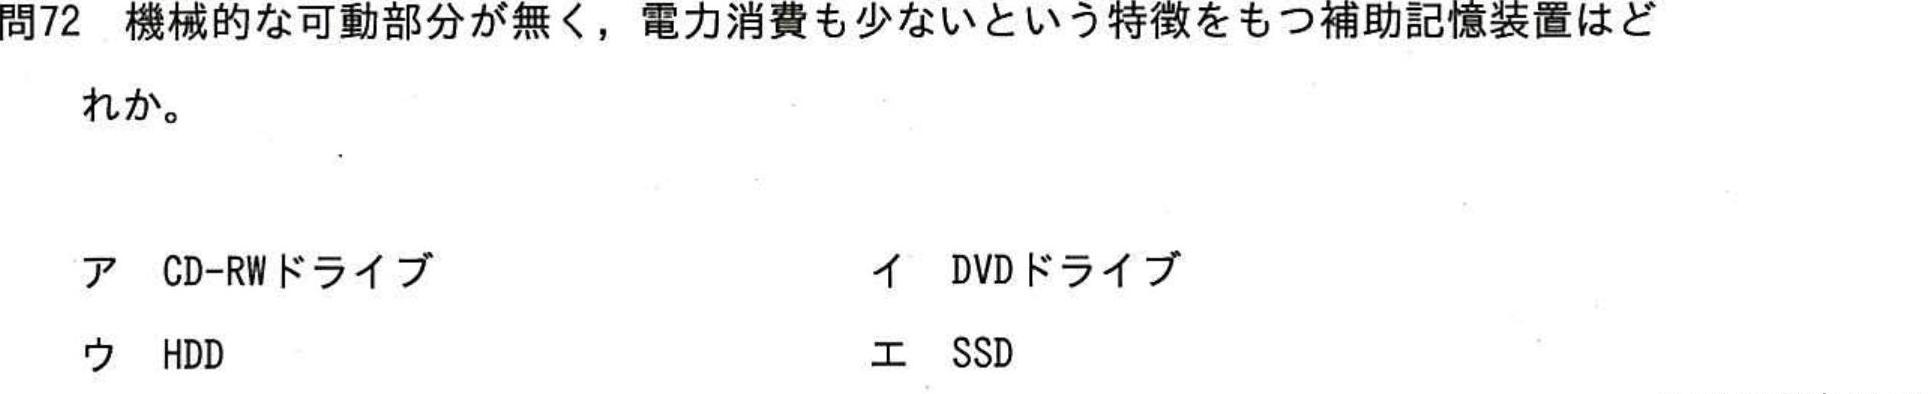 問72　機械的な可動部分が無く，電力消費も少ないという特徴をもつ補助記憶装置はど
れか。
ア　CD-RWドライブ　イ　DVDドライブ
ウ　HDD　エ　SSD